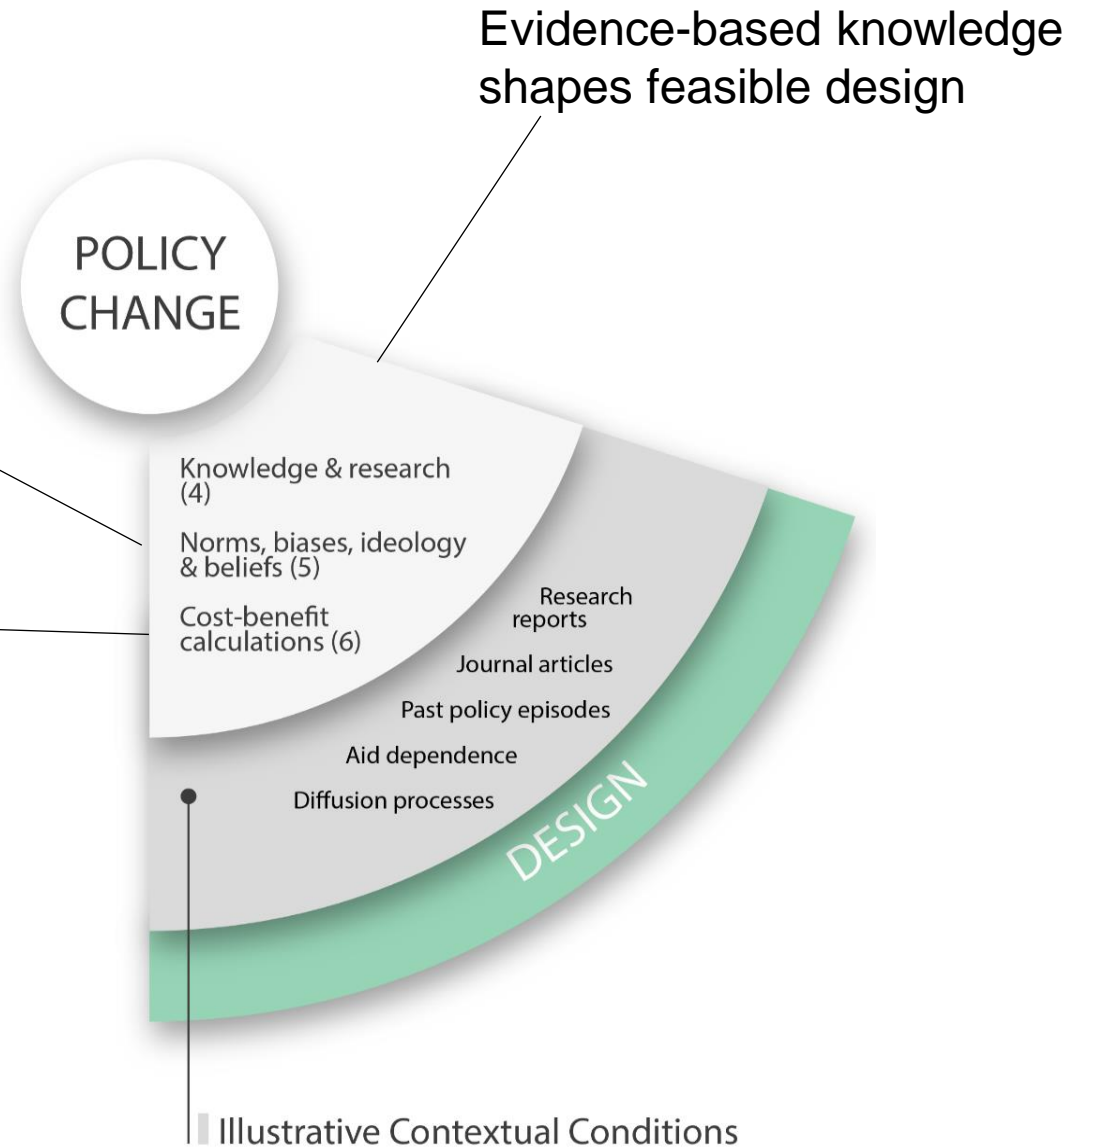 Evidence-based knowledge
shapes feasible design
POLICY
CHANGE
Knowledge & research
(4)
Norms, biases, ideology
& beliefs (5)
Cost-benefit
calculations (6)
Research
reports
Journal articles
Past policy episodes
Aid dependence
Diffusion processes
DESIGN
Illustrative Contextual Conditions